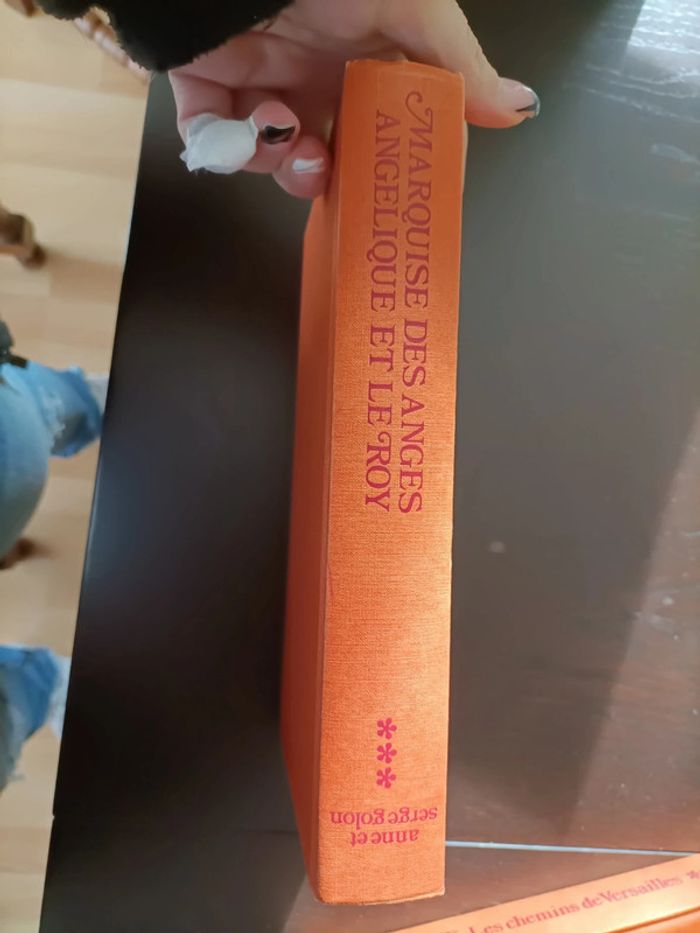 MARQUISE DES ANGES
ANGELIQUE ET LE ROY
***
anne et
serge golon
Les chemins de Versailles *